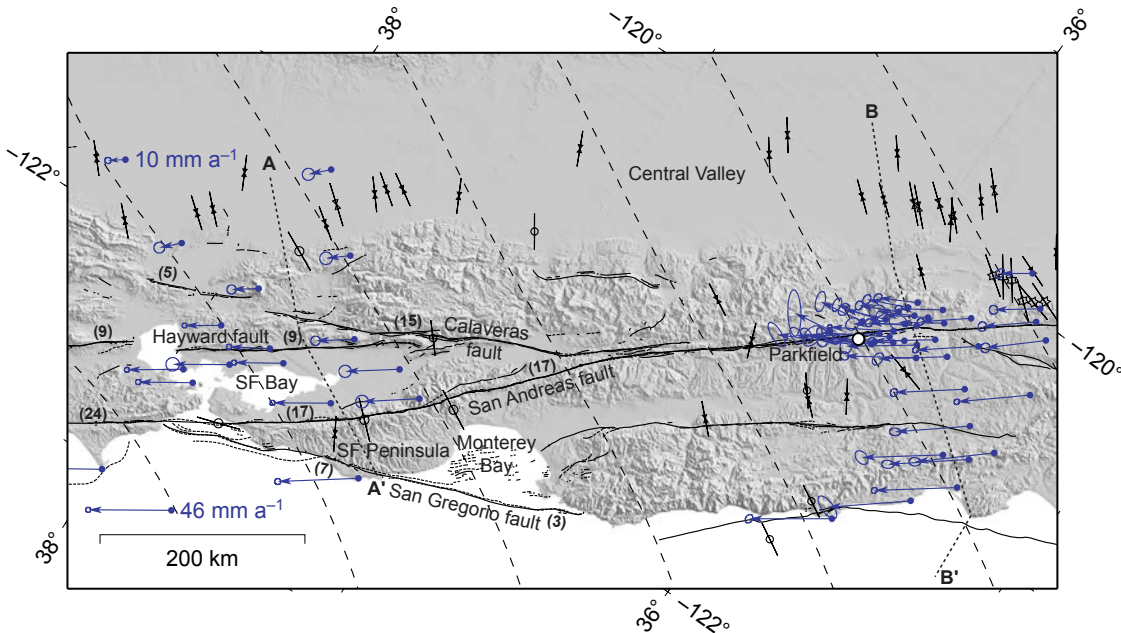 38°
-120°
36°
-122°
10 mm a⁻¹
A
B
Central Valley
(5)
(9)
Hayward fault
(9)
(15)
Calaveras
fault
(17)
Parkfield
-120°
SF Bay
San Andreas fault
(24)
(17)
SF Peninsula
Monterey
Bay
(7)
A'
San Gregorio fault
(3)
46 mm a⁻¹
200 km
38°
B'
36°
-122°